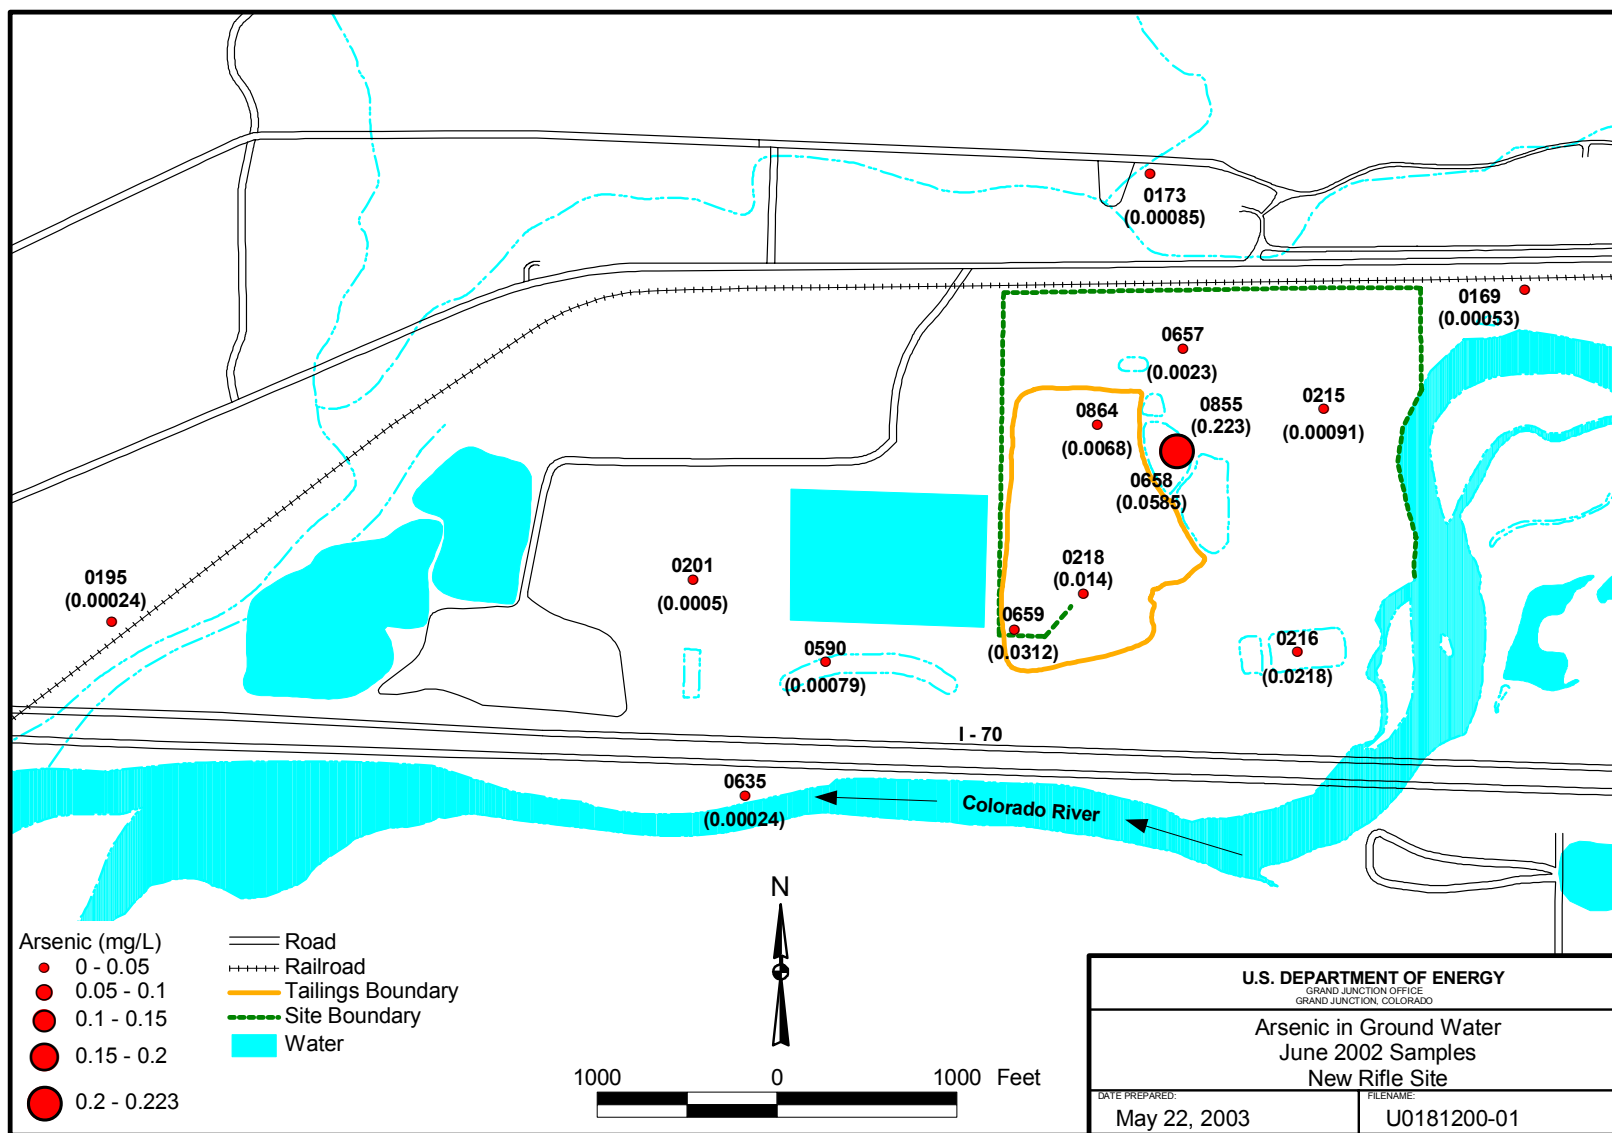 0173
(0.00085)
0169
(0.00053)
0657
(0.0023)
0215
(0.00091)
0864
(0.0068)
0855
(0.223)
0658
(0.0585)
0195
(0.00024)
0201
(0.0005)
0218
(0.014)
0659
(0.0312)
0590
(0.00079)
0216
(0.0218)
I - 70
0635
(0.00024)
Colorado River
N
Arsenic (mg/L)
0 - 0.05
0.05 - 0.1
0.1 - 0.15
0.15 - 0.2
0.2 - 0.223
Road
Railroad
Tailings Boundary
Site Boundary
Water
1000 0 1000 Feet
U.S. DEPARTMENT OF ENERGY
GRAND JUNCTION OFFICE
GRAND JUNCTION, COLORADO
Arsenic in Ground Water
June 2002 Samples
New Rifle Site
DATE PREPARED:
May 22, 2003
FILENAME:
U0181200-01